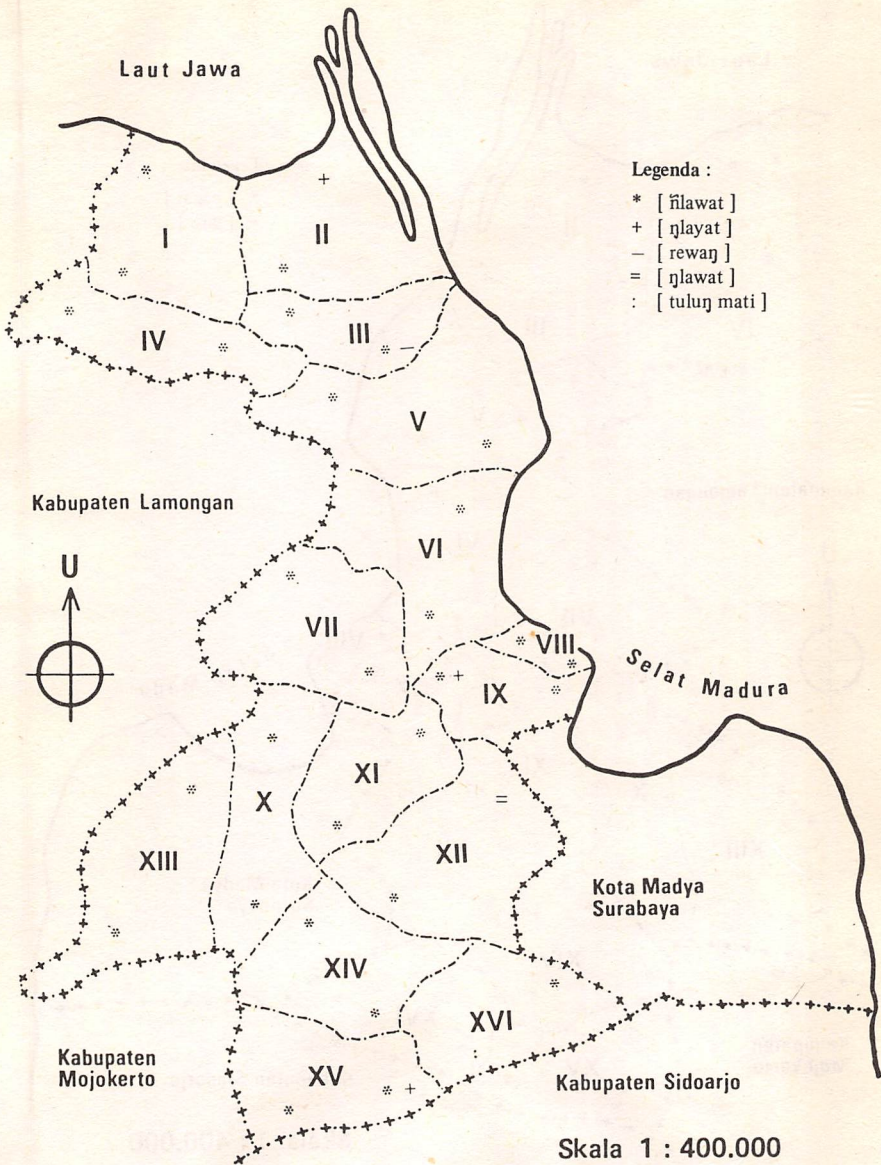 Laut Jawa
Legenda :
* [ ñlawat ]
+ [ ŋlayat ]
– [ rewaŋ ]
= [ ŋlawat ]
: [ tuluŋ mati ]
I
II
III
IV
V
Kabupaten Lamongan
VI
U
VII
VIII
Selat Madura
IX
X
XI
XII
XIII
Kota Madya
Surabaya
XIV
XVI
Kabupaten
Mojokerto
XV
Kabupaten Sidoarjo
Skala 1 : 400.000